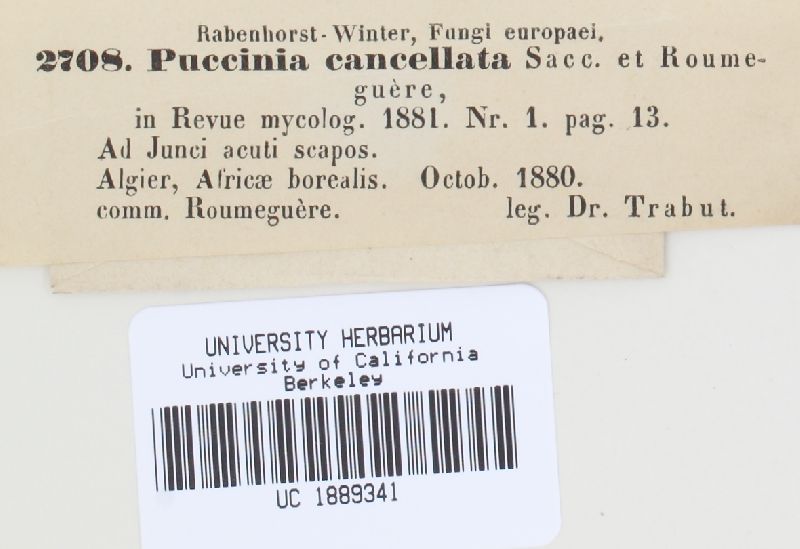 Rabenhorst-Winter, Fungi europaei.
2708. Puccinia cancellata Sacc. et Roume-
guère,
in Revue mycolog. 1881. Nr. 1. pag. 13.
Ad Junci acuti scapos.
Algier, Africæ borealis. Octob. 1880.
comm. Roumeguère. leg. Dr. Trabut.
UNIVERSITY HERBARIUM
University of California
Berkeley
UC 1889341